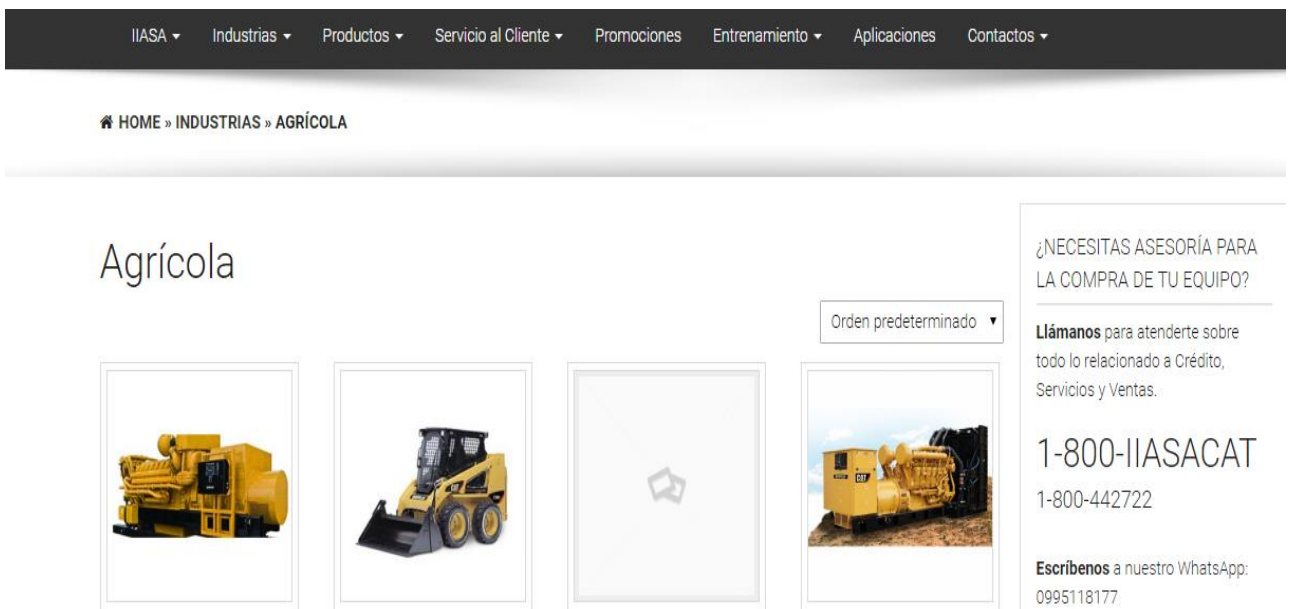 IIASA Industrias Productos Servicio al Cliente Promociones Entrenamiento Aplicaciones Contactos
HOME » INDUSTRIAS » AGRÍCOLA
Agrícola
Orden predeterminado
¿NECESITAS ASESORÍA PARA
LA COMPRA DE TU EQUIPO?
Llámanos para atenderte sobre
todo lo relacionado a Crédito,
Servicios y Ventas.
1-800-IIASACAT
1-800-442722
Escríbenos a nuestro WhatsApp:
0995118177
CAT
CAT